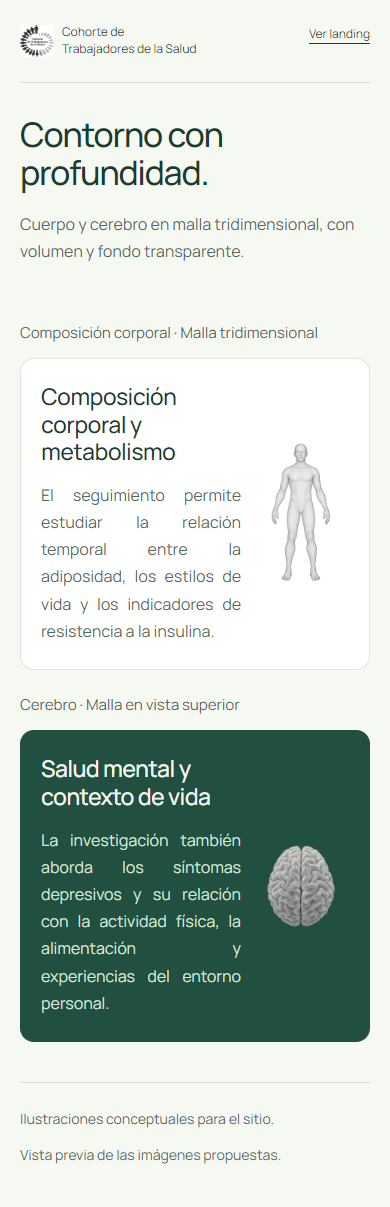 Cohorte de
Trabajadores de la Salud
Ver landing
Contorno con
profundidad.
Cuerpo y cerebro en malla tridimensional, con
volumen y fondo transparente.
Composición corporal · Malla tridimensional
Composición
corporal y
metabolismo
El seguimiento permite
estudiar la relación
temporal entre la
adiposidad, los estilos de
vida y los indicadores de
resistencia a la insulina.
Cerebro · Malla en vista superior
Salud mental y
contexto de vida
La investigación también
aborda los síntomas
depresivos y su relación
con la actividad física, la
alimentación y
experiencias del entorno
personal.
Ilustraciones conceptuales para el sitio.
Vista previa de las imágenes propuestas.